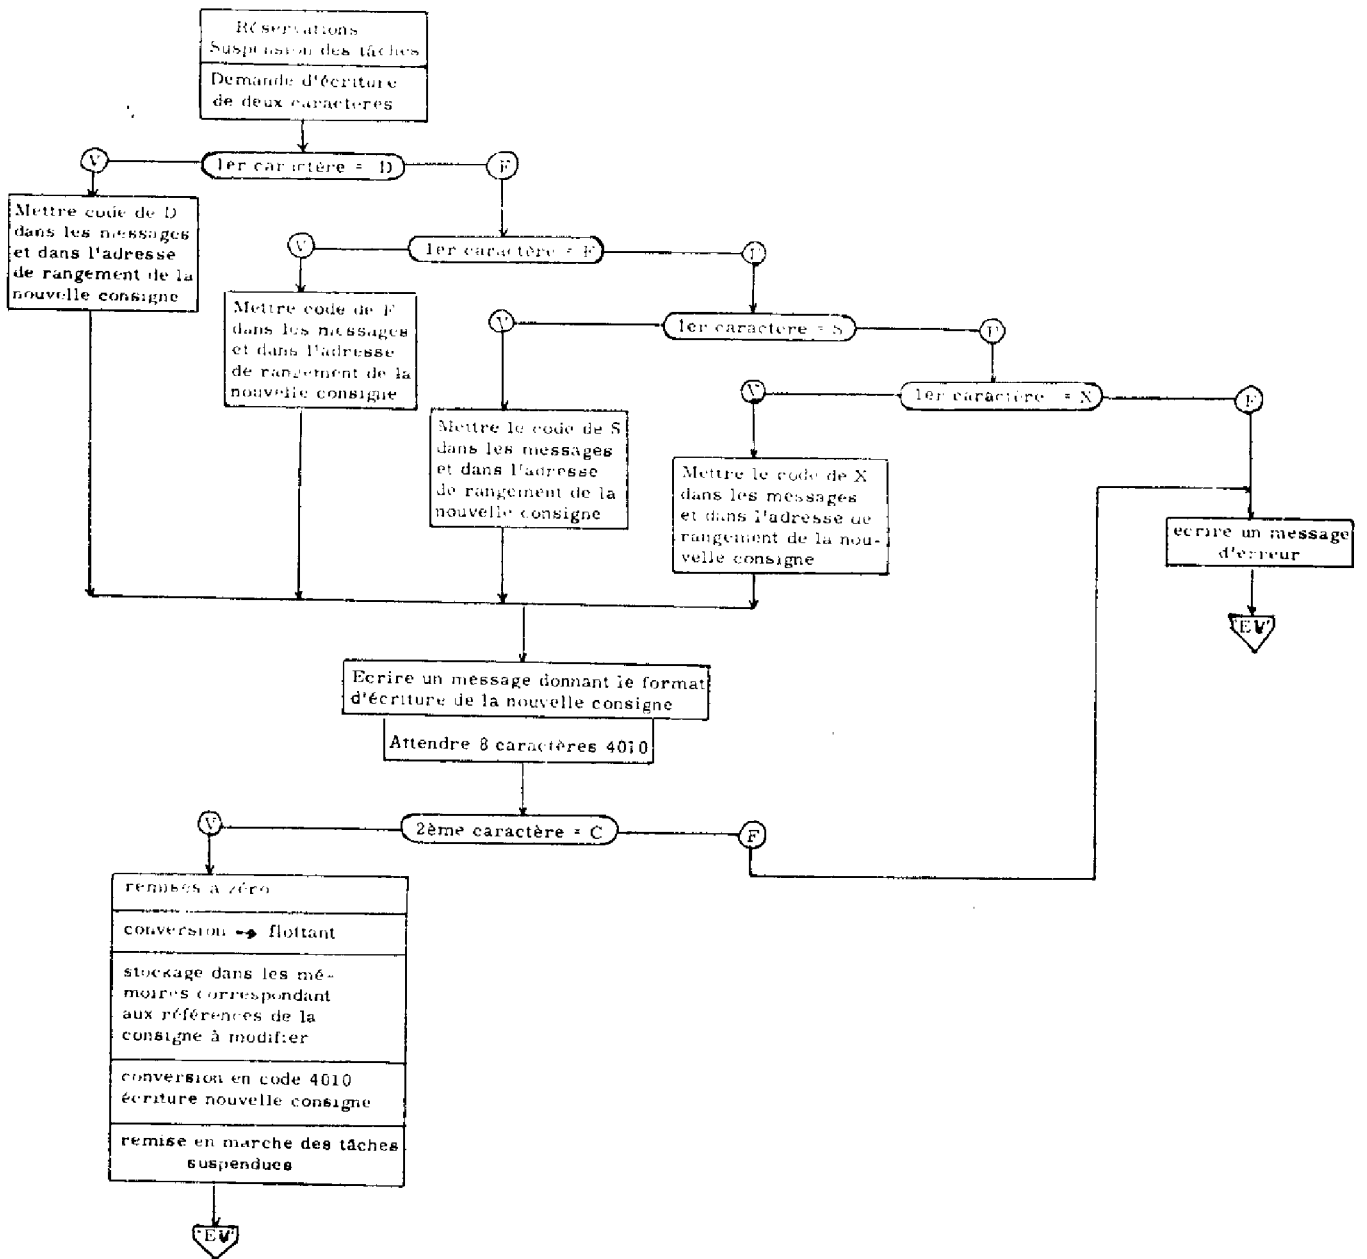 Réservations
Suspension des tâches
Demande d'écriture
de deux caractères
V
1er caractère = D
F
Mettre code de D
dans les messages
et dans l'adresse
de rangement de la
nouvelle consigne
V
1er caractère = F
F
Mettre code de F
dans les messages
et dans l'adresse
de rangement de la
nouvelle consigne
V
1er caractère = S
F
Mettre le code de S
dans les messages
et dans l'adresse
de rangement de la
nouvelle consigne
V
1er caractère = X
F
Mettre le code de X
dans les messages
et dans l'adresse de
rangement de la nou-
velle consigne
ecrire un message
d'erreur
'EV'
Ecrire un message donnant le format
d'écriture de la nouvelle consigne
Attendre 8 caractères 4010
V
2ème caractère = C
F
remises a zéro
conversion → flottant
stockage dans les mé-
moires correspondant
aux références de la
consigne à modifier
conversion en code 4010
écriture nouvelle consigne
remise en marche des tâches
suspendues
'EV'